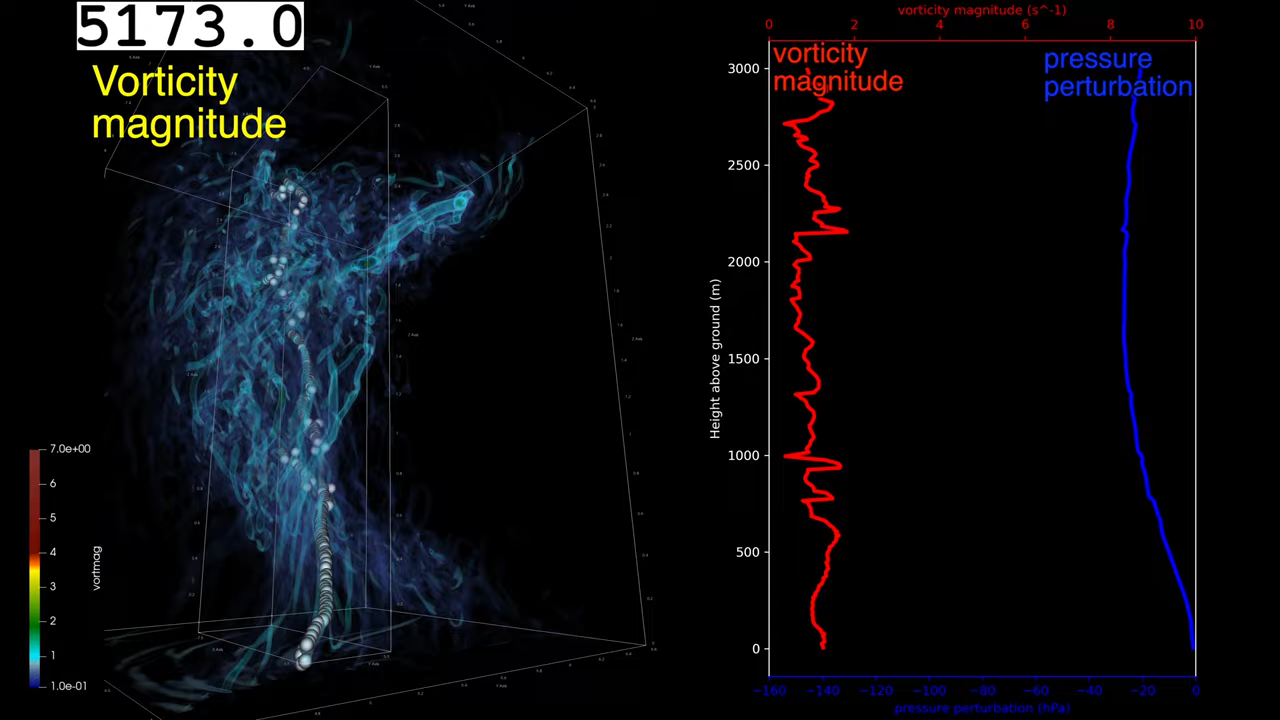 5173.0
Vorticity
magnitude
7.0e+00
6
5
4
3
2
1
1.0e-01
vortmag
vorticity magnitude (s^-1)
0 2 4 6 8 10
vorticity
magnitude
pressure
perturbation
3000
2500
2000
1500
1000
500
0
Height above ground (m)
−160 −140 −120 −100 −80 −60 −40 −20 0
pressure perturbation (hPa)